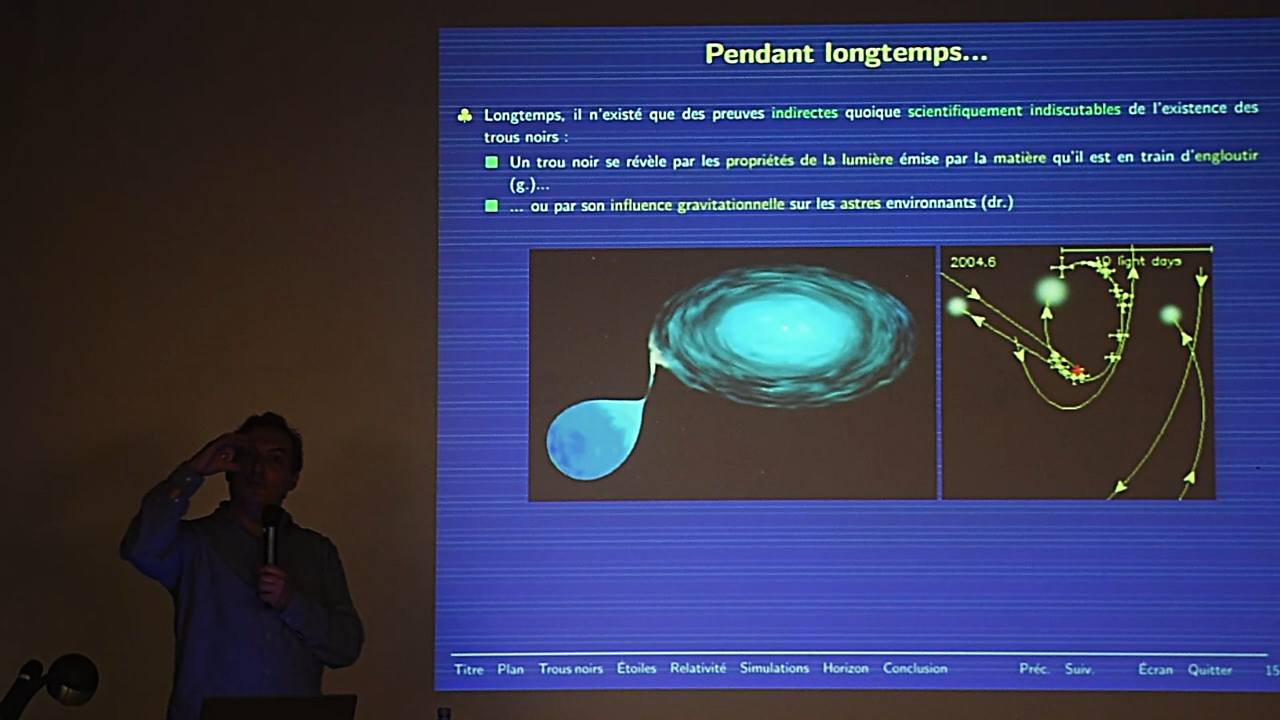 Pendant longtemps...
Longtemps, il n'existé que des preuves indirectes quoique scientifiquement indiscutables de l'existence des
trous noirs :
Un trou noir se révèle par les propriétés de la lumière émise par la matière qu'il est en train d'engloutir
(g.)...
... ou par son influence gravitationnelle sur les astres environnants (dr.)
2004.6 10 light days
Titre Plan Trous noirs Étoiles Relativité Simulations Horizon Conclusion Préc. Suiv. Écran Quitter 15